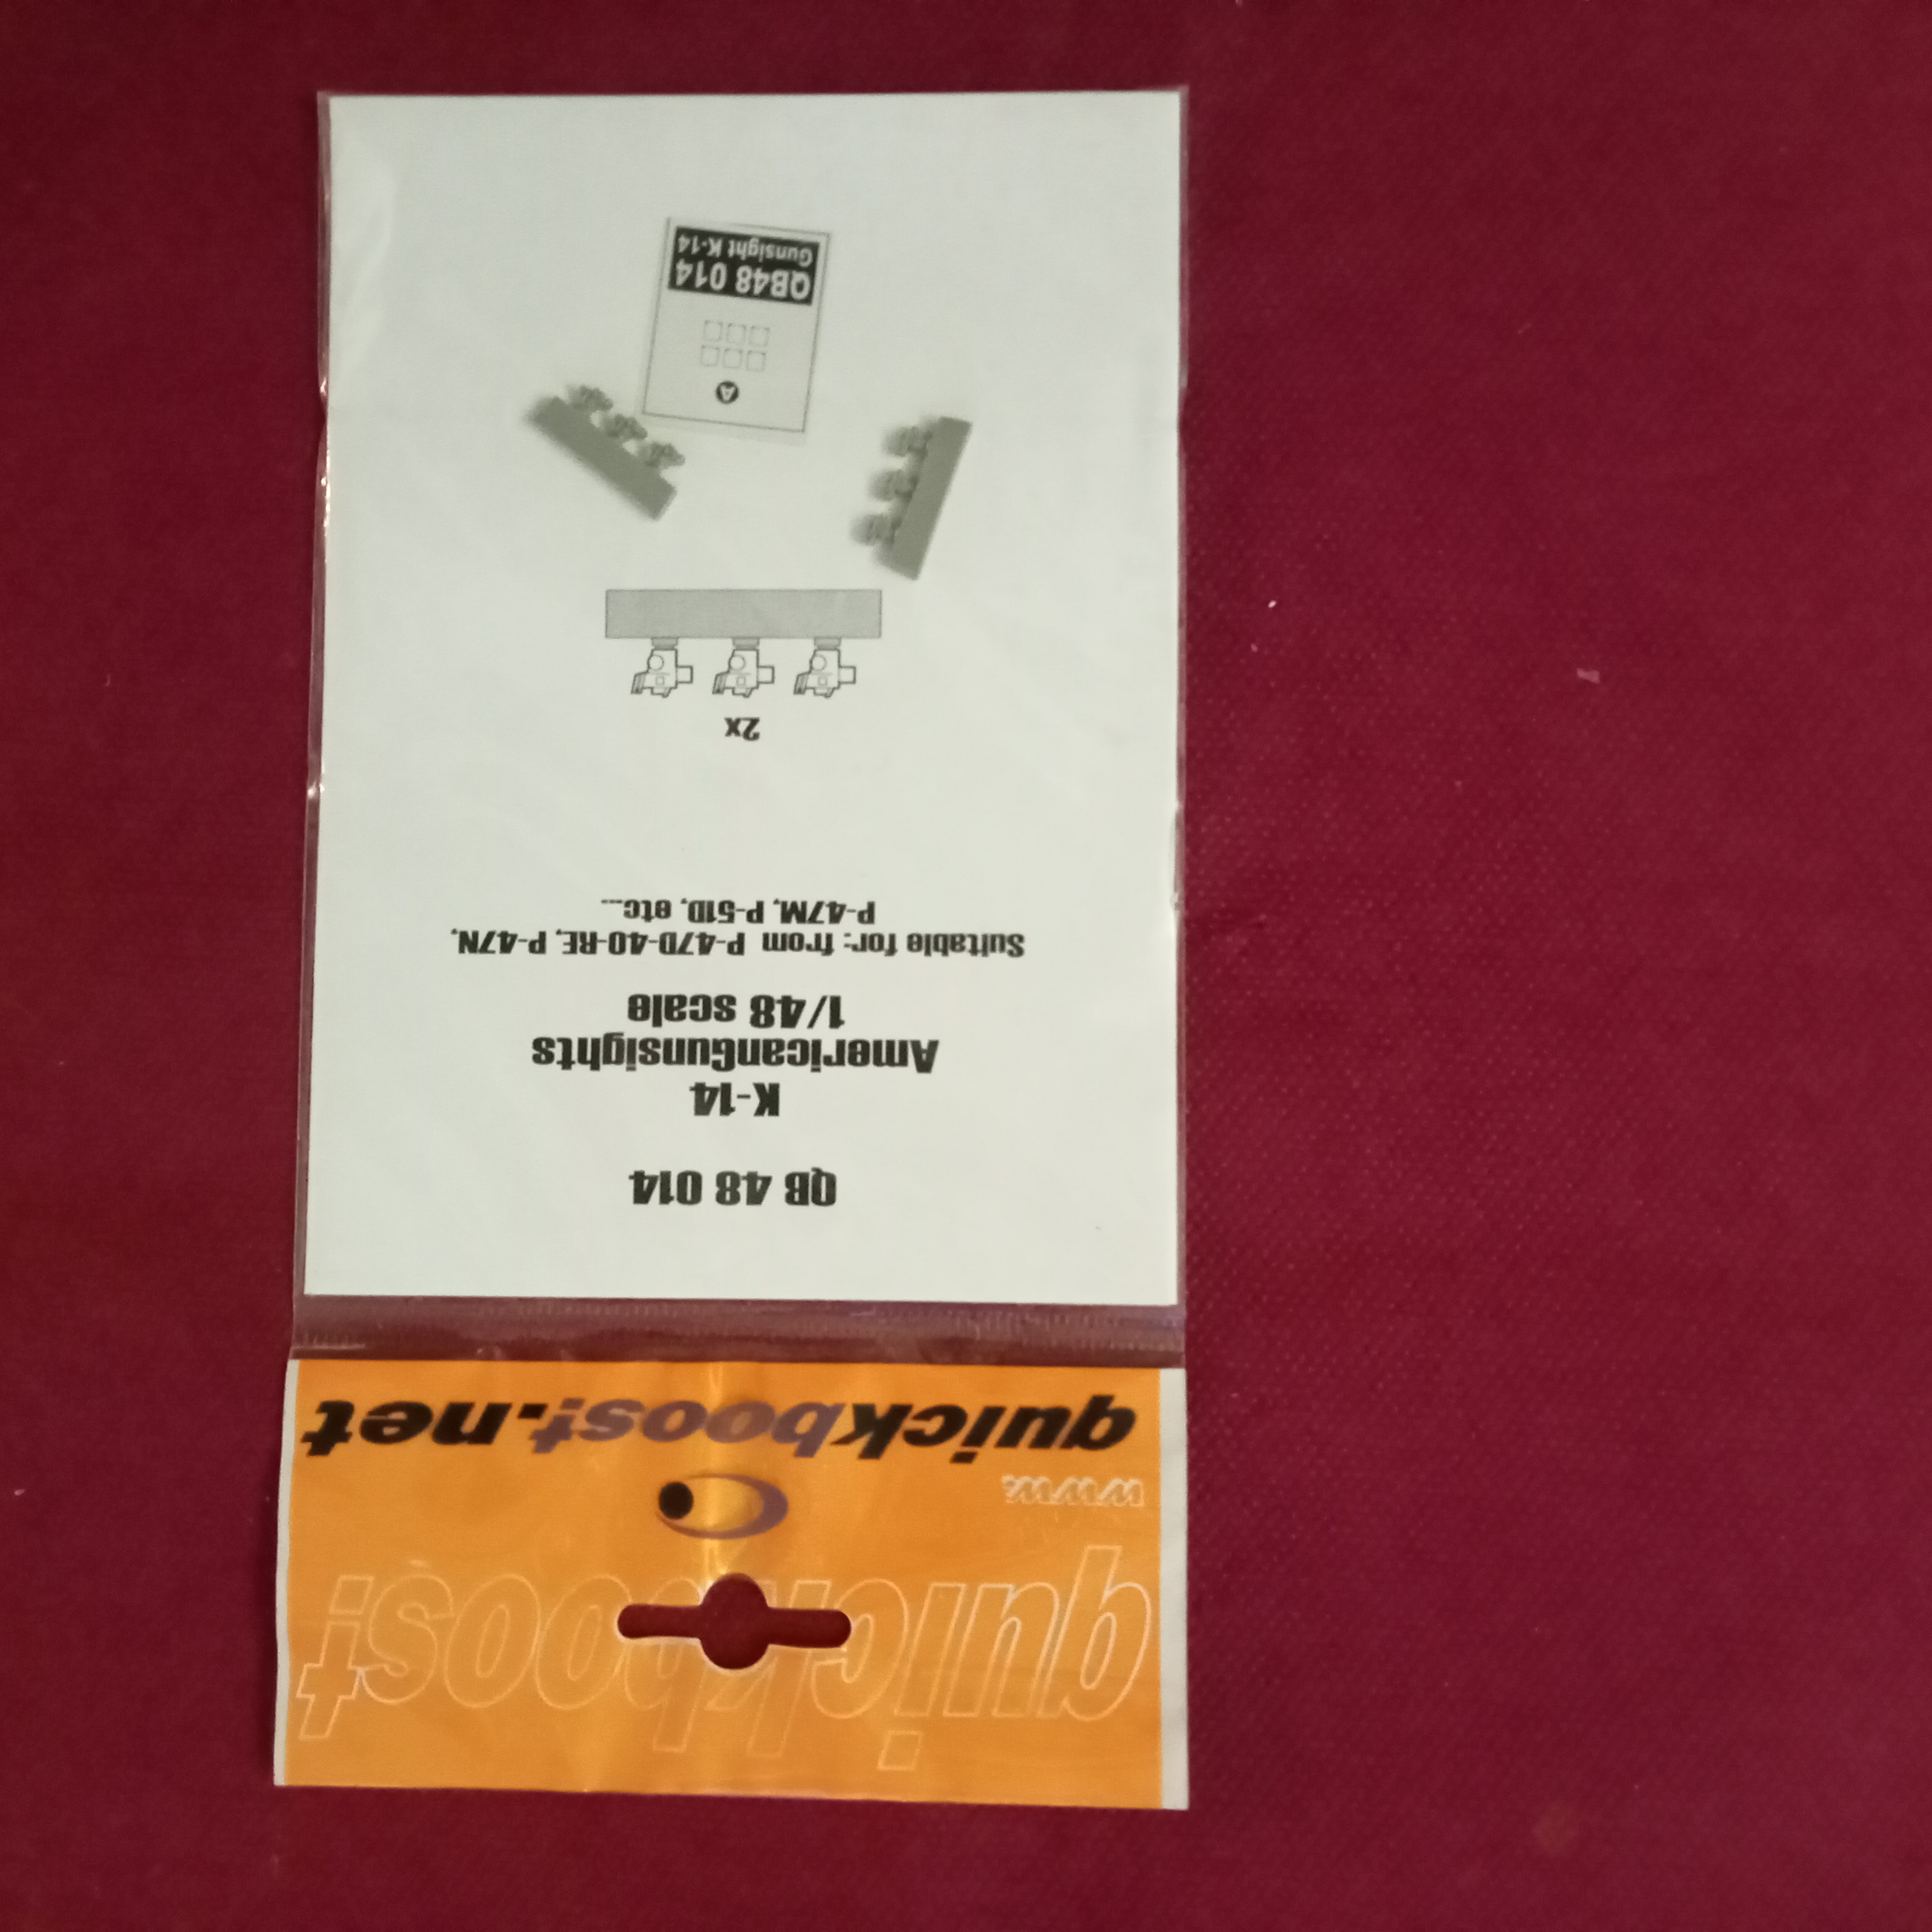 quickboost
www.
quickboost.net
QB 48 014
K-14
AmericanGunsights
1/48 scale
Suitable for: from P-47D-40-RE, P-47N,
P-47M, P-51D, etc...
2x
A
QB48 014
Gunsight K-14